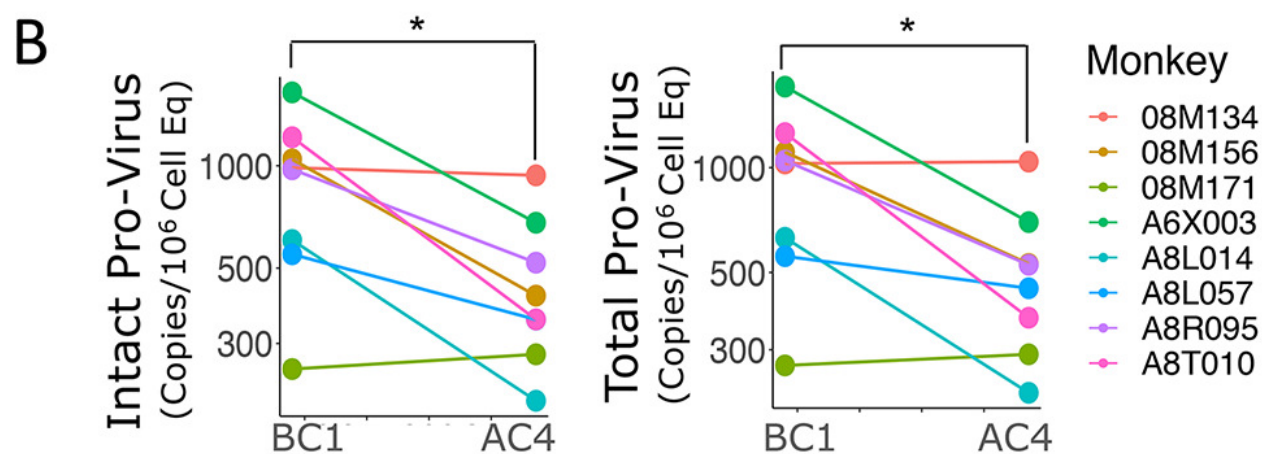 B
Intact Pro-Virus
(Copies/10⁶ Cell Eq)
*
1000
500
300
BC1
AC4
Total Pro-Virus
(Copies/10⁶ Cell Eq)
*
1000
500
300
BC1
AC4
Monkey
08M134
08M156
08M171
A6X003
A8L014
A8L057
A8R095
A8T010